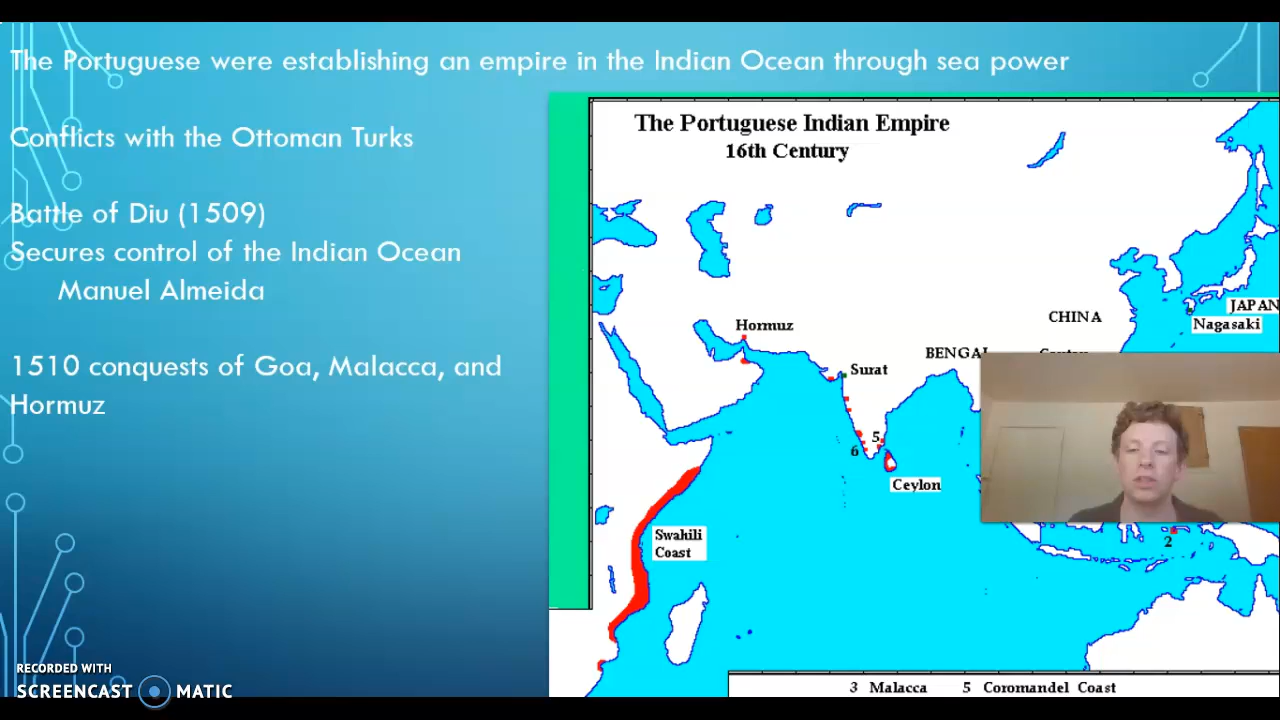 The Portuguese were establishing an empire in the Indian Ocean through sea power
Conflicts with the Ottoman Turks
Battle of Diu (1509)
Secures control of the Indian Ocean
Manuel Almeida
1510 conquests of Goa, Malacca, and
Hormuz
The Portuguese Indian Empire
16th Century
Hormuz
Surat
BENGAL
CHINA
JAPAN
Nagasaki
5
6
Ceylon
Swahili
Coast
2
3 Malacca 5 Coromandel Coast
RECORDED WITH
SCREENCAST MATIC